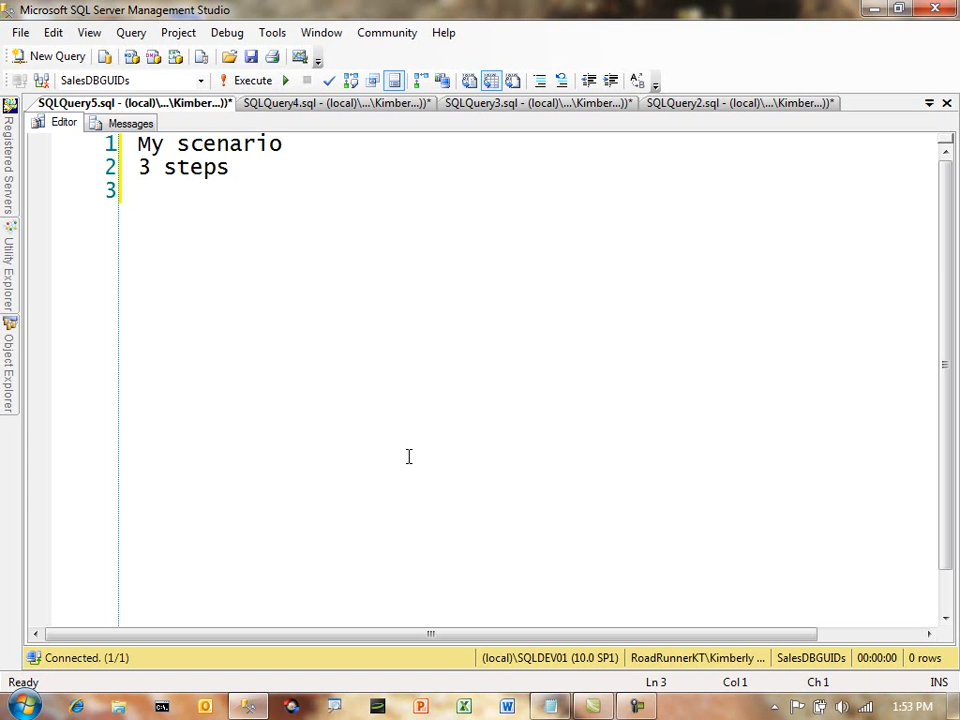 Microsoft SQL Server Management Studio
File Edit View Query Project Debug Tools Window Community Help
New Query
SalesDBGUIDs Execute
SQLQuery5.sql - (local)\...\Kimber...))* SQLQuery4.sql - (local)\...\Kimber...))* SQLQuery3.sql - (local)\...\Kimber...))* SQLQuery2.sql - (local)\...\Kimber...))*
Editor Messages
1 My scenario
2 3 steps
3
Registered Servers
Utility Explorer
Object Explorer
Connected. (1/1) (local)\SQLDEV01 (10.0 SP1) RoadRunnerKT\Kimberly ... SalesDBGUIDs 00:00:00 0 rows
Ready Ln 3 Col 1 Ch 1 INS
1:53 PM